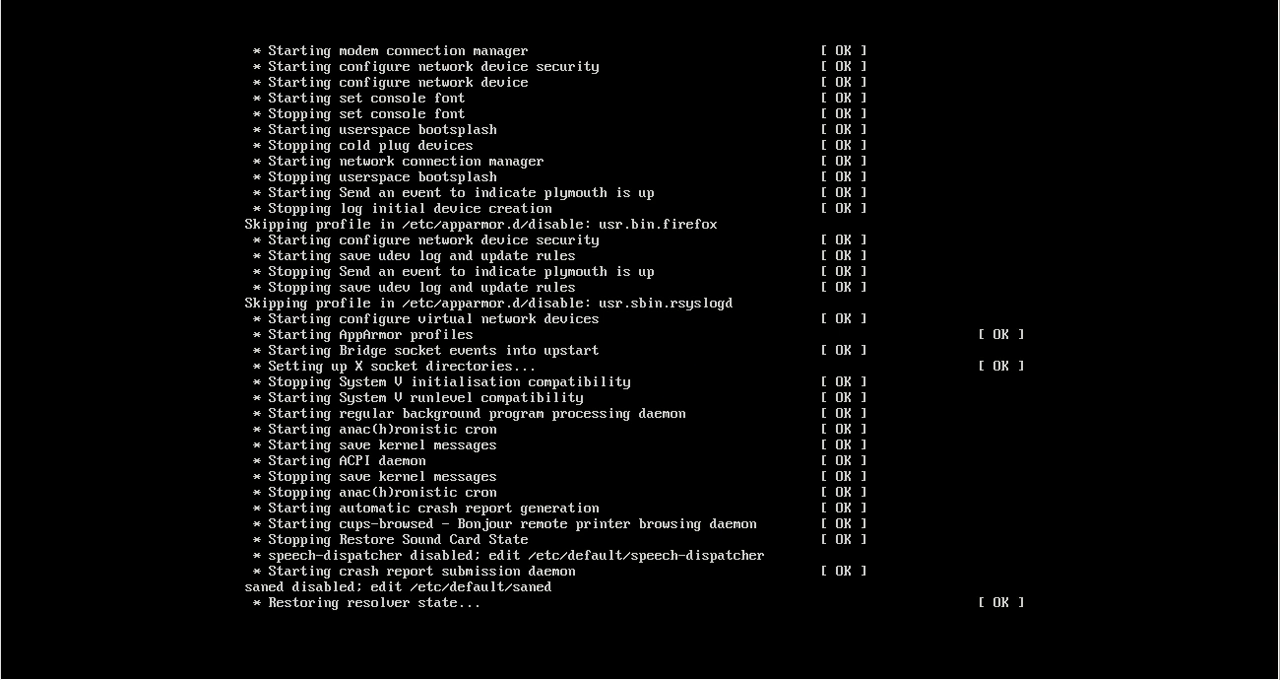 * Starting modem connection manager [ OK ]
* Starting configure network device security [ OK ]
* Starting configure network device [ OK ]
* Starting set console font [ OK ]
* Stopping set console font [ OK ]
* Starting userspace bootsplash [ OK ]
* Stopping cold plug devices [ OK ]
* Starting network connection manager [ OK ]
* Stopping userspace bootsplash [ OK ]
* Starting Send an event to indicate plymouth is up [ OK ]
* Stopping log initial device creation [ OK ]
Skipping profile in /etc/apparmor.d/disable: usr.bin.firefox
* Starting configure network device security [ OK ]
* Starting save udev log and update rules [ OK ]
* Stopping Send an event to indicate plymouth is up [ OK ]
* Stopping save udev log and update rules [ OK ]
Skipping profile in /etc/apparmor.d/disable: usr.sbin.rsyslogd
* Starting configure virtual network devices [ OK ]
* Starting AppArmor profiles [ OK ]
* Starting Bridge socket events into upstart [ OK ]
* Setting up X socket directories... [ OK ]
* Stopping System V initialisation compatibility [ OK ]
* Starting System V runlevel compatibility [ OK ]
* Starting regular background program processing daemon [ OK ]
* Starting anac(h)ronistic cron [ OK ]
* Starting save kernel messages [ OK ]
* Starting ACPI daemon [ OK ]
* Stopping save kernel messages [ OK ]
* Stopping anac(h)ronistic cron [ OK ]
* Starting automatic crash report generation [ OK ]
* Starting cups-browsed - Bonjour remote printer browsing daemon [ OK ]
* Stopping Restore Sound Card State [ OK ]
* speech-dispatcher disabled; edit /etc/default/speech-dispatcher
* Starting crash report submission daemon [ OK ]
saned disabled; edit /etc/default/saned
* Restoring resolver state... [ OK ]